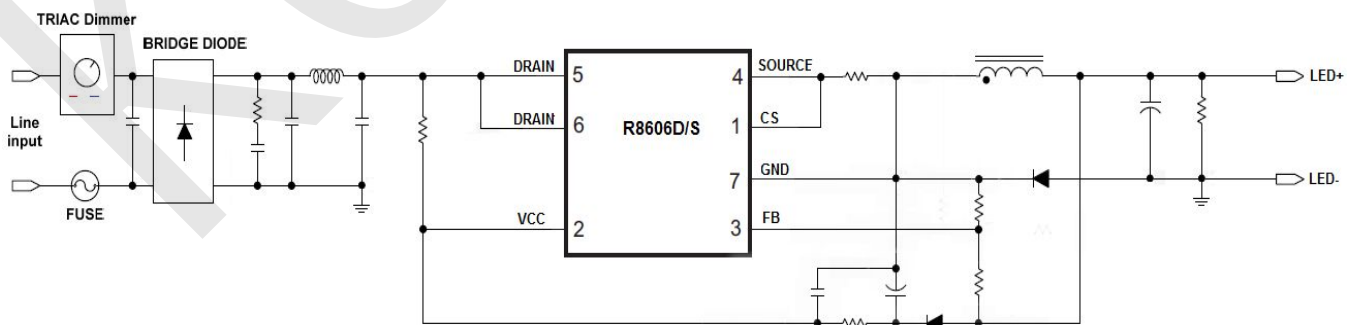 TRIAC Dimmer
BRIDGE DIODE
Line
input
FUSE
DRAIN 5
DRAIN 6
VCC 2
R8606D/S
4 SOURCE
1 CS
7 GND
3 FB
LED+
LED-